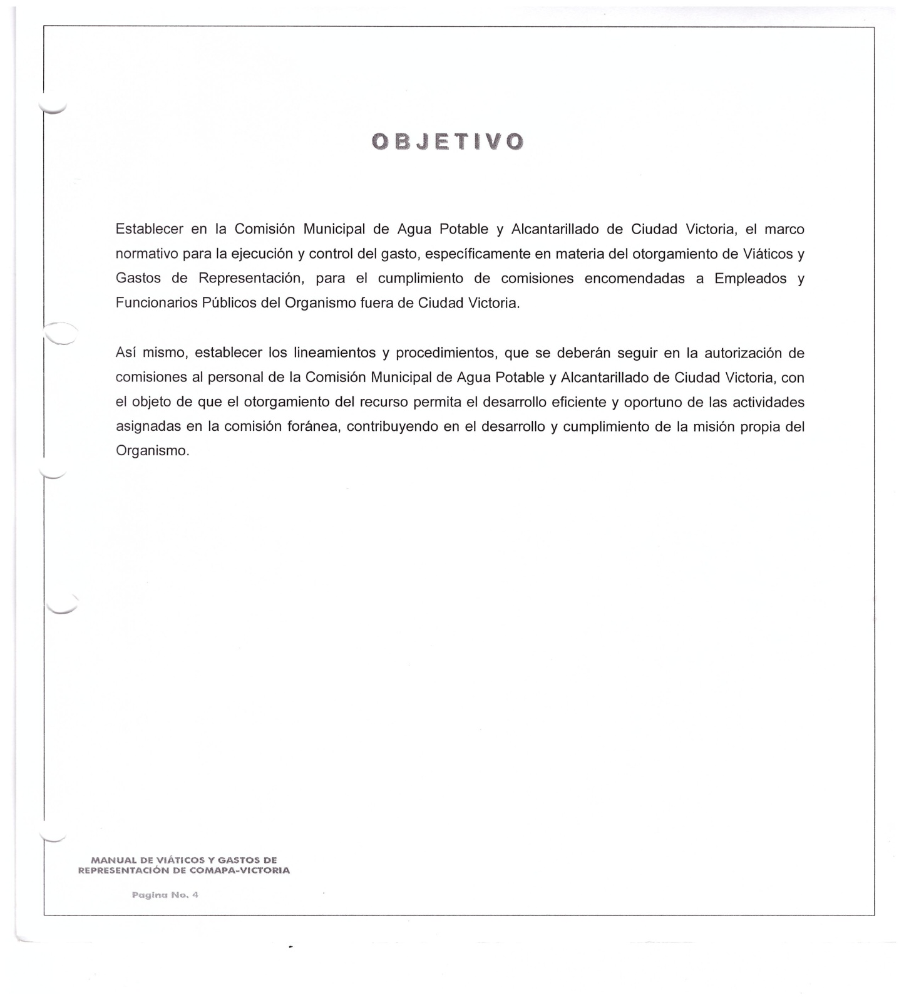 OBJETIVO
Establecer en la Comisión Municipal de Agua Potable y Alcantarillado de Ciudad Victoria, el marco
normativo para la ejecución y control del gasto, específicamente en materia del otorgamiento de Viáticos y
Gastos de Representación, para el cumplimiento de comisiones encomendadas a Empleados y
Funcionarios Públicos del Organismo fuera de Ciudad Victoria.
Así mismo, establecer los lineamientos y procedimientos, que se deberán seguir en la autorización de
comisiones al personal de la Comisión Municipal de Agua Potable y Alcantarillado de Ciudad Victoria, con
el objeto de que el otorgamiento del recurso permita el desarrollo eficiente y oportuno de las actividades
asignadas en la comisión foránea, contribuyendo en el desarrollo y cumplimiento de la misión propia del
Organismo.
MANUAL DE VIÁTICOS Y GASTOS DE
REPRESENTACIÓN DE COMAPA-VICTORIA
Pagina No. 4